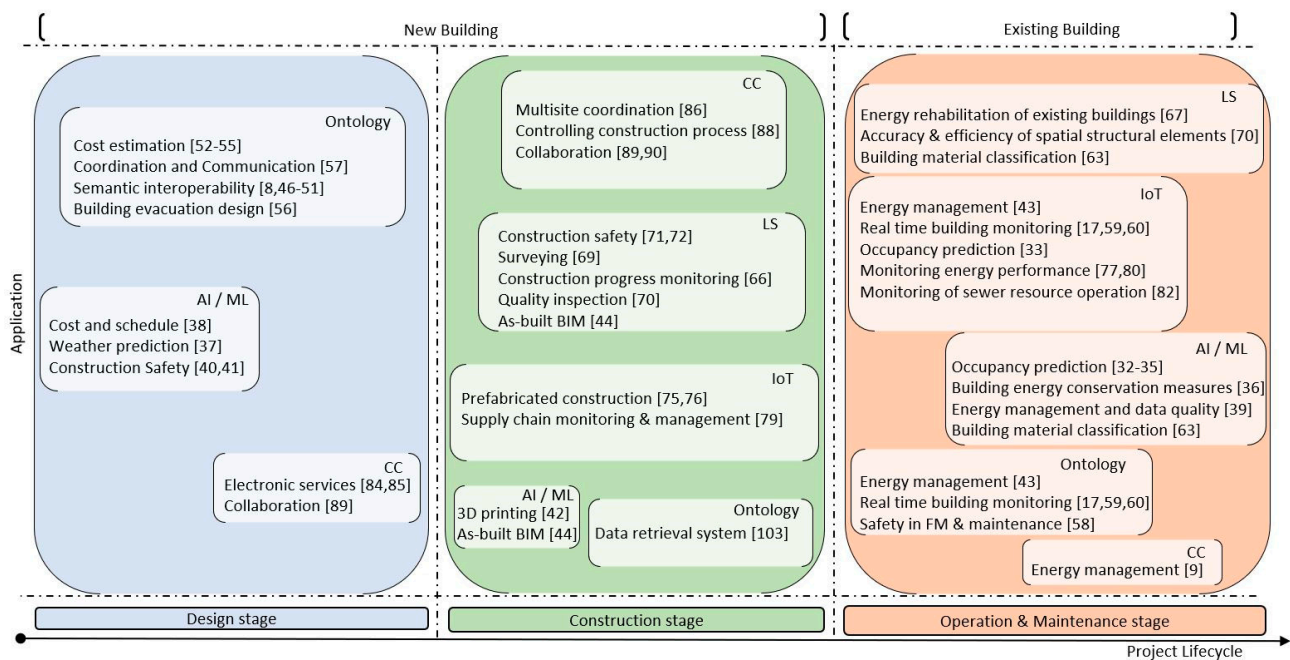 New Building
Existing Building
Application
Ontology
Cost estimation [52-55]
Coordination and Communication [57]
Semantic interoperability [8,46-51]
Building evacuation design [56]
AI / ML
Cost and schedule [38]
Weather prediction [37]
Construction Safety [40,41]
CC
Electronic services [84,85]
Collaboration [89]
CC
Multisite coordination [86]
Controlling construction process [88]
Collaboration [89,90]
LS
Construction safety [71,72]
Surveying [69]
Construction progress monitoring [66]
Quality inspection [70]
As-built BIM [44]
IoT
Prefabricated construction [75,76]
Supply chain monitoring & management [79]
AI / ML
3D printing [42]
As-built BIM [44]
Ontology
Data retrieval system [103]
LS
Energy rehabilitation of existing buildings [67]
Accuracy & efficiency of spatial structural elements [70]
Building material classification [63]
IoT
Energy management [43]
Real time building monitoring [17,59,60]
Occupancy prediction [33]
Monitoring energy performance [77,80]
Monitoring of sewer resource operation [82]
AI / ML
Occupancy prediction [32-35]
Building energy conservation measures [36]
Energy management and data quality [39]
Building material classification [63]
Ontology
Energy management [43]
Real time building monitoring [17,59,60]
Safety in FM & maintenance [58]
CC
Energy management [9]
Design stage
Construction stage
Operation & Maintenance stage
Project Lifecycle